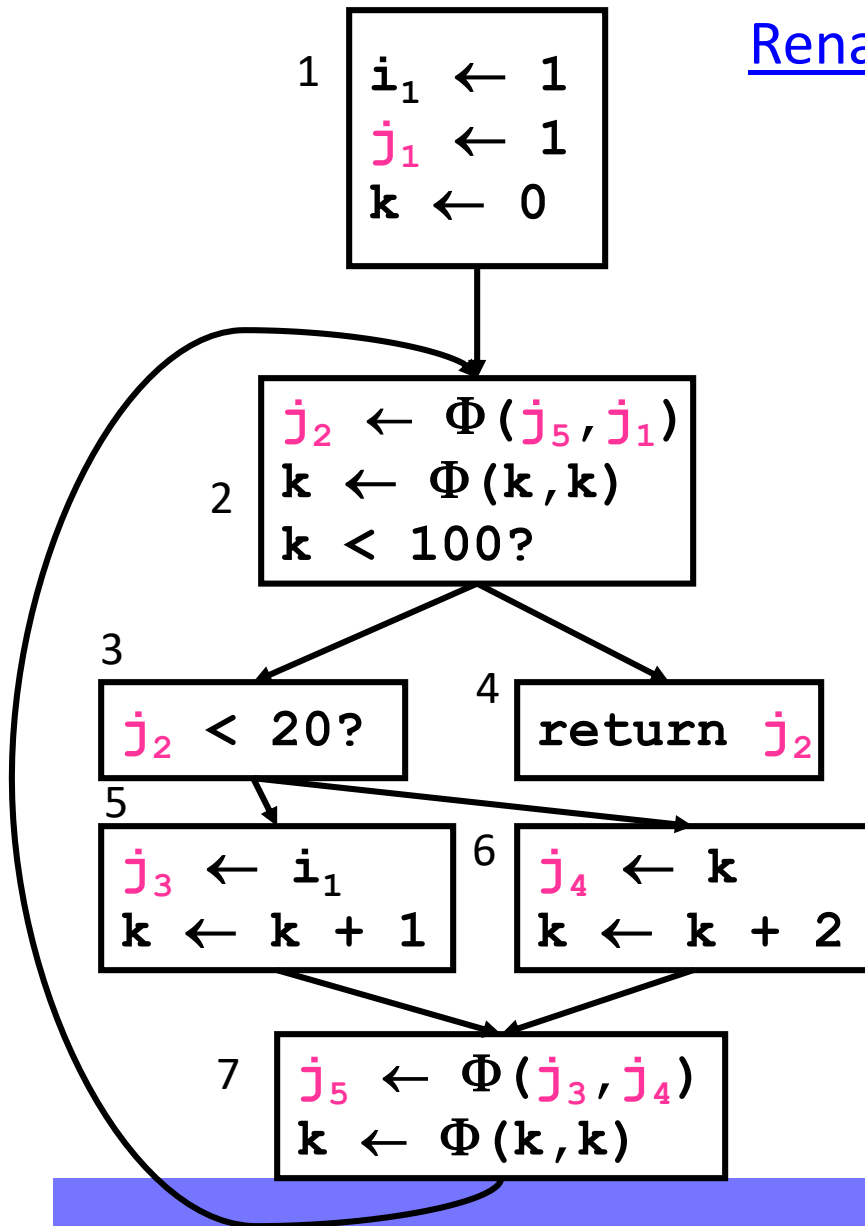 Rena
1
i₁ ← 1
j₁ ← 1
k ← 0
2
j₂ ← Φ(j₅,j₁)
k ← Φ(k,k)
k < 100?
3
j₂ < 20?
4
return j₂
5
j₃ ← i₁
k ← k + 1
6
j₄ ← k
k ← k + 2
7
j₅ ← Φ(j₃,j₄)
k ← Φ(k,k)